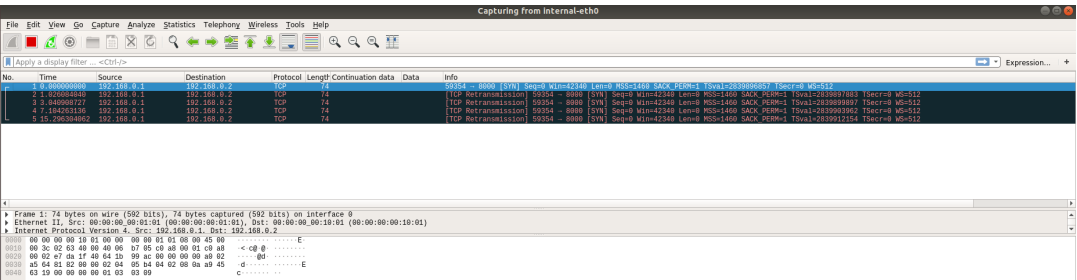 Capturing from internal-eth0
File Edit View Go Capture Analyze Statistics Telephony Wireless Tools Help
Apply a display filter ... <Ctrl-/> Expression... +
No. Time Source Destination Protocol Length Continuation data Data Info
1 0.000000000 192.168.0.1 192.168.0.2 TCP 74 59354 → 8000 [SYN] Seq=0 Win=42340 Len=0 MSS=1460 SACK_PERM=1 TSval=2839896857 TSecr=0 WS=512
2 1.026084040 192.168.0.1 192.168.0.2 TCP 74 [TCP Retransmission] 59354 → 8000 [SYN] Seq=0 Win=42340 Len=0 MSS=1460 SACK_PERM=1 TSval=2839897883 TSecr=0 WS=512
3 3.040908727 192.168.0.1 192.168.0.2 TCP 74 [TCP Retransmission] 59354 → 8000 [SYN] Seq=0 Win=42340 Len=0 MSS=1460 SACK_PERM=1 TSval=2839899897 TSecr=0 WS=512
4 7.104263136 192.168.0.1 192.168.0.2 TCP 74 [TCP Retransmission] 59354 → 8000 [SYN] Seq=0 Win=42340 Len=0 MSS=1460 SACK_PERM=1 TSval=2839903962 TSecr=0 WS=512
5 15.296304062 192.168.0.1 192.168.0.2 TCP 74 [TCP Retransmission] 59354 → 8000 [SYN] Seq=0 Win=42340 Len=0 MSS=1460 SACK_PERM=1 TSval=2839912154 TSecr=0 WS=512
Frame 1: 74 bytes on wire (592 bits), 74 bytes captured (592 bits) on interface 0
Ethernet II, Src: 00:00:00_00:01:01 (00:00:00:00:01:01), Dst: 00:00:00_00:10:01 (00:00:00:00:10:01)
Internet Protocol Version 4, Src: 192.168.0.1, Dst: 192.168.0.2
0000 00 00 00 00 10 01 00 00 00 00 01 01 08 00 45 00 ········ ······E·
0010 00 3c 02 63 40 00 40 06 b7 05 c0 a8 00 01 c0 a8 ·<·c@·@· ········
0020 00 02 e7 da 1f 40 64 1b 99 ac 00 00 00 00 a0 02 ·····@d· ········
0030 a5 64 81 82 00 00 02 04 05 b4 04 02 08 0a a9 45 ·d······ ·······E
0040 63 19 00 00 00 00 01 03 03 09 c······· ··